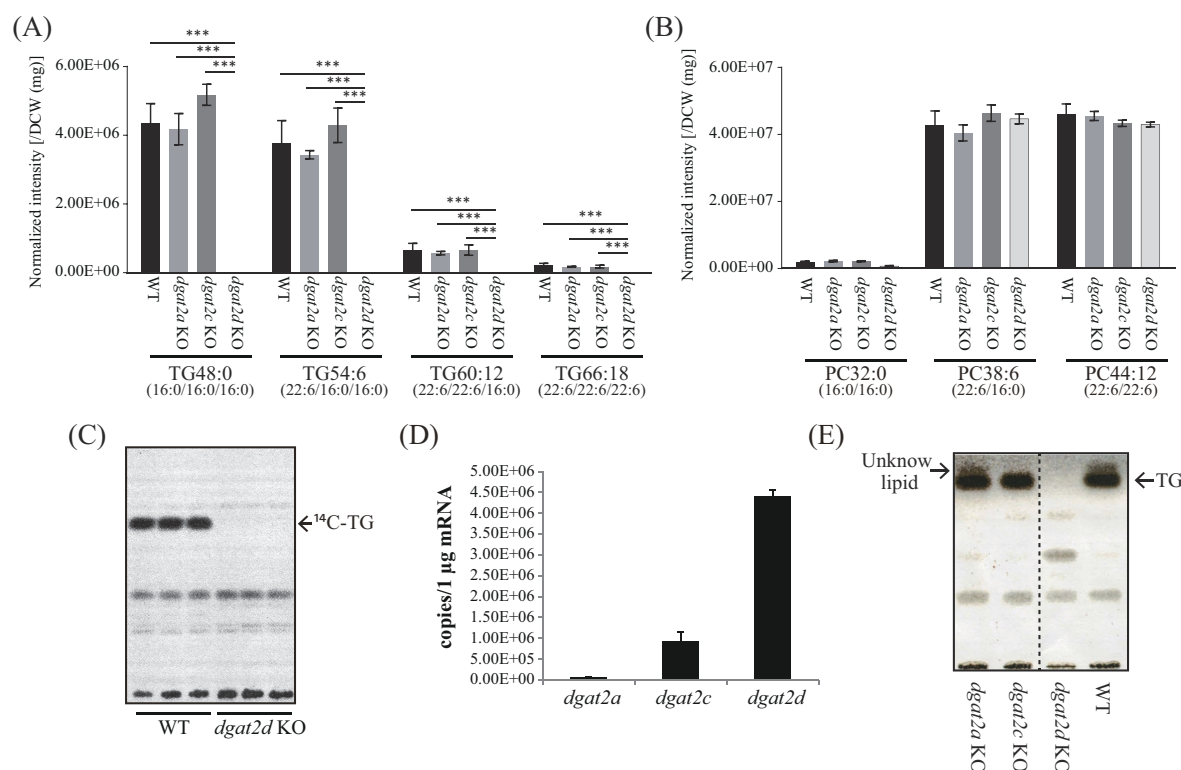 (A)
Normalized intensity [/DCW (mg)]
6.00E+06
4.00E+06
2.00E+06
0.00E+00
***
***
***
***
***
***
***
***
***
***
***
***
WT
dgat2a KO
dgat2c KO
dgat2d KO
WT
dgat2a KO
dgat2c KO
dgat2d KO
WT
dgat2a KO
dgat2c KO
dgat2d KO
WT
dgat2a KO
dgat2c KO
dgat2d KO
TG48:0
(16:0/16:0/16:0)
TG54:6
(22:6/16:0/16:0)
TG60:12
(22:6/22:6/16:0)
TG66:18
(22:6/22:6/22:6)
(B)
Normalized intensity [/DCW (mg)]
6.00E+07
4.00E+07
2.00E+07
0.00E+00
WT
dgat2a KO
dgat2c KO
dgat2d KO
WT
dgat2a KO
dgat2c KO
dgat2d KO
WT
dgat2a KO
dgat2c KO
dgat2d KO
PC32:0
(16:0/16:0)
PC38:6
(22:6/16:0)
PC44:12
(22:6/22:6)
(C)
¹⁴C-TG
WT
dgat2d KO
(D)
copies/1 µg mRNA
5.00E+06
4.50E+06
4.00E+06
3.50E+06
3.00E+06
2.50E+06
2.00E+06
1.50E+06
1.00E+06
5.00E+05
0.00E+00
dgat2a
dgat2c
dgat2d
(E)
Unknow
lipid
TG
dgat2a KO
dgat2c KO
dgat2d KO
WT